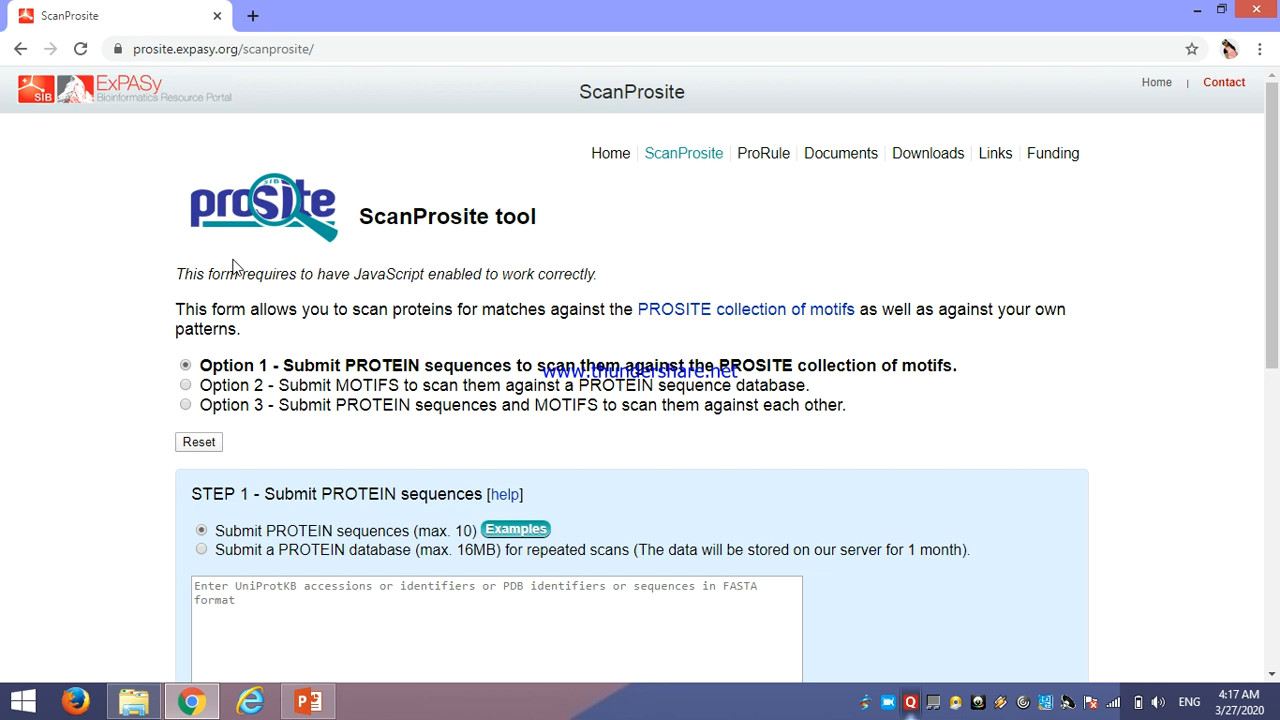 ScanProsite
prosite.expasy.org/scanprosite/
SIB
ExPASy
Bioinformatics Resource Portal
ScanProsite
Home | Contact
Home ScanProsite ProRule Documents Downloads Links Funding
SIB
prosite
ScanProsite tool
This form requires to have JavaScript enabled to work correctly.
This form allows you to scan proteins for matches against the PROSITE collection of motifs as well as against your own
patterns.
Option 1 - Submit PROTEIN sequences to scan them against the PROSITE collection of motifs.
www.thundershare.net
Option 2 - Submit MOTIFS to scan them against a PROTEIN sequence database.
Option 3 - Submit PROTEIN sequences and MOTIFS to scan them against each other.
Reset
STEP 1 - Submit PROTEIN sequences [help]
Submit PROTEIN sequences (max. 10) Examples
Submit a PROTEIN database (max. 16MB) for repeated scans (The data will be stored on our server for 1 month).
Enter UniProtKB accessions or identifiers or PDB identifiers or sequences in FASTA
format
ENG
4:17 AM
3/27/2020